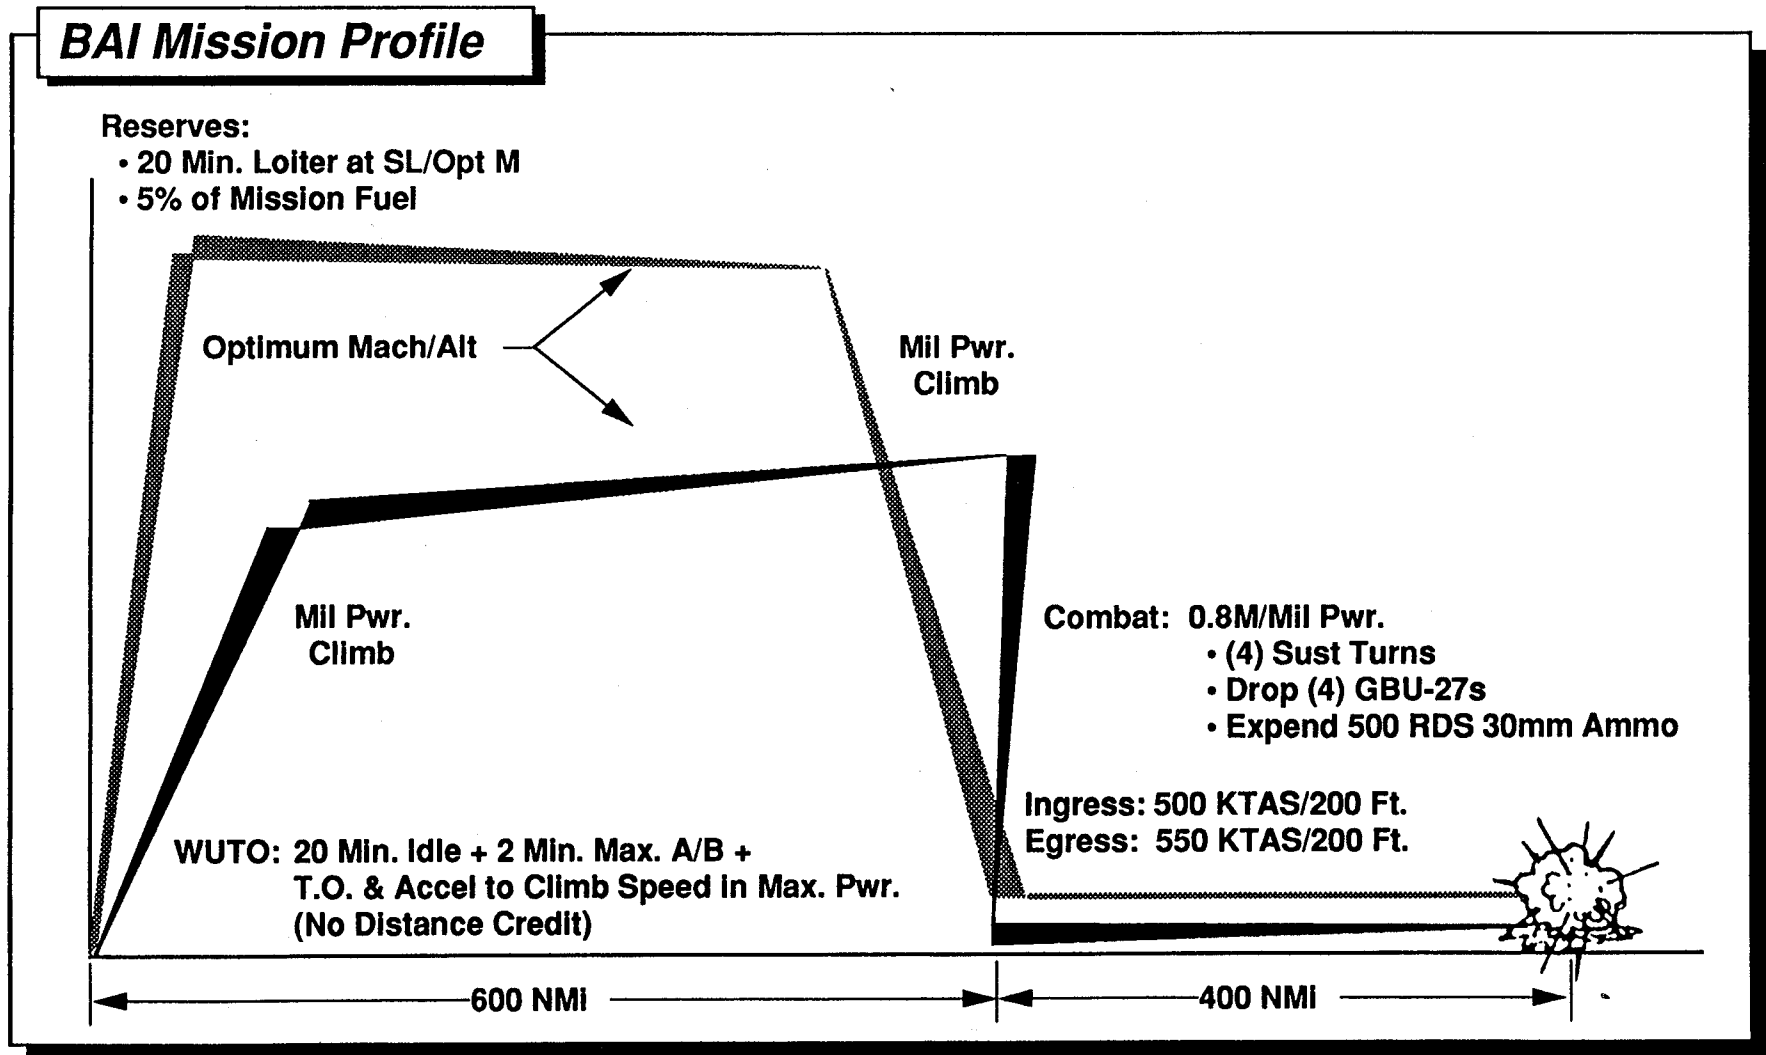 BAI Mission Profile
Reserves:
• 20 Min. Loiter at SL/Opt M
• 5% of Mission Fuel
Optimum Mach/Alt
Mil Pwr.
Climb
Mil Pwr.
Climb
Combat: 0.8M/Mil Pwr.
• (4) Sust Turns
• Drop (4) GBU-27s
• Expend 500 RDS 30mm Ammo
Ingress: 500 KTAS/200 Ft.
Egress: 550 KTAS/200 Ft.
WUTO: 20 Min. Idle + 2 Min. Max. A/B +
T.O. & Accel to Climb Speed in Max. Pwr.
(No Distance Credit)
600 NMi
400 NMi